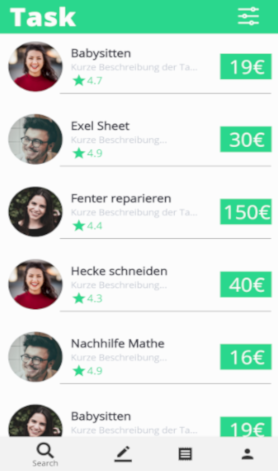 Task
Babysitten
Kurze Beschreibung der Ta...
4.7
19€
Exel Sheet
Kurze Beschreibung...
4.9
30€
Fenter reparieren
Kurze Beschreibung der Ta...
4.4
150€
Hecke schneiden
Kurze Beschreibung...
4.3
40€
Nachhilfe Mathe
Kurze Beschreibung...
4.9
16€
Babysitten
Kurze Beschreibung der Ta...
19€
Search